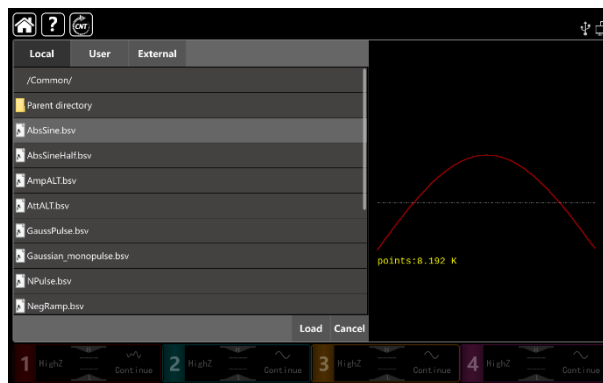 ? CNT
Local User External
/Common/
Parent directory
AbsSine.bsv
AbsSineHalf.bsv
AmpALT.bsv
AttALT.bsv
GaussPulse.bsv
Gaussian_monopulse.bsv
NPulse.bsv
NegRamp.bsv
points:8.192 K
Load Cancel
1 HighZ Continue 2 HighZ Continue 3 HighZ Continue 4 HighZ Continue